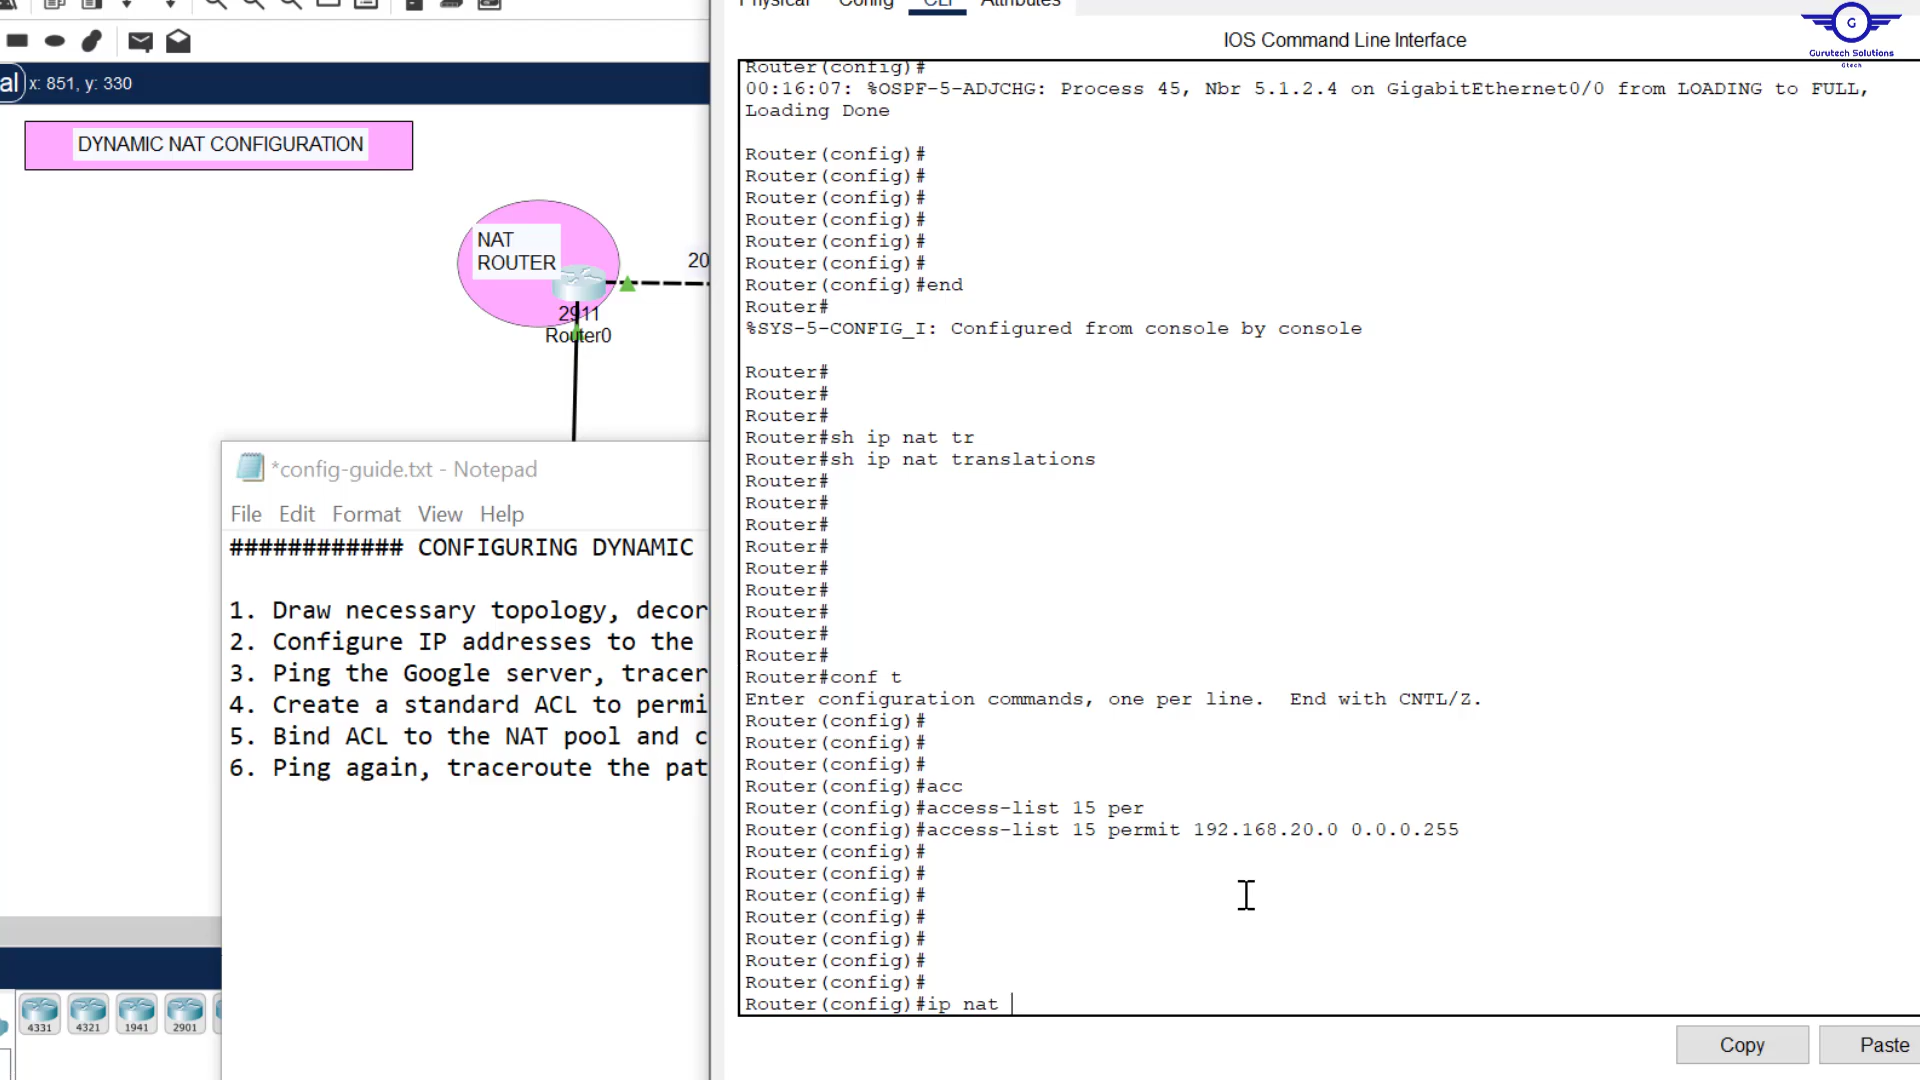 Physical Config CLI Attributes
IOS Command Line Interface
G
Gurutech Solutions
Gtech
al x: 851, y: 330
DYNAMIC NAT CONFIGURATION
NAT
ROUTER
20
2911
Router0
*config-guide.txt - Notepad
File Edit Format View Help
############ CONFIGURING DYNAMIC
1. Draw necessary topology, decor
2. Configure IP addresses to the
3. Ping the Google server, tracer
4. Create a standard ACL to permi
5. Bind ACL to the NAT pool and c
6. Ping again, traceroute the pat
4331 4321 1941 2901
Router(config)#
00:16:07: %OSPF-5-ADJCHG: Process 45, Nbr 5.1.2.4 on GigabitEthernet0/0 from LOADING to FULL,
Loading Done
Router(config)#
Router(config)#
Router(config)#
Router(config)#
Router(config)#
Router(config)#
Router(config)#end
Router#
%SYS-5-CONFIG_I: Configured from console by console
Router#
Router#
Router#
Router#sh ip nat tr
Router#sh ip nat translations
Router#
Router#
Router#
Router#
Router#
Router#
Router#
Router#
Router#
Router#conf t
Enter configuration commands, one per line.  End with CNTL/Z.
Router(config)#
Router(config)#
Router(config)#
Router(config)#acc
Router(config)#access-list 15 per
Router(config)#access-list 15 permit 192.168.20.0 0.0.0.255
Router(config)#
Router(config)#
Router(config)#
Router(config)#
Router(config)#
Router(config)#
Router(config)#
Router(config)#ip nat
Copy Paste